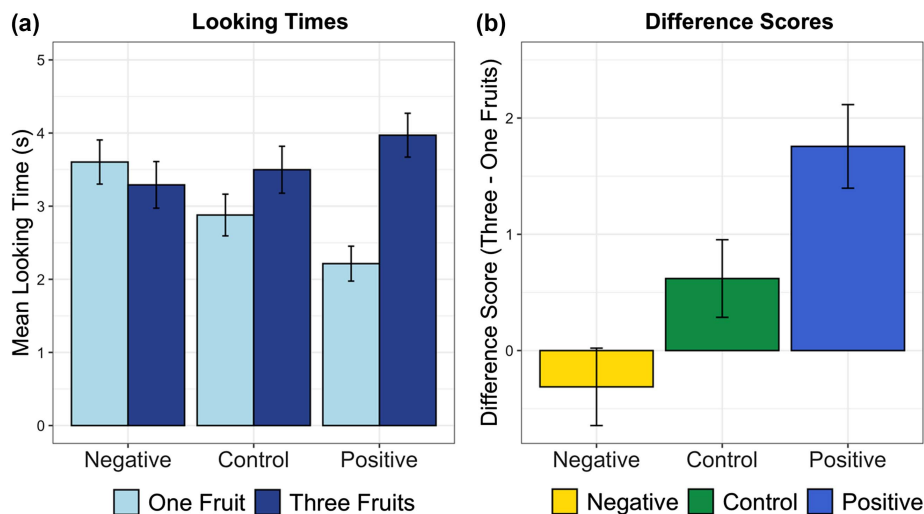 (a) Looking Times
Mean Looking Time (s)
5
4
3
2
1
0
Negative Control Positive
One Fruit Three Fruits
(b) Difference Scores
Difference Score (Three - One Fruits)
2
1
0
Negative Control Positive
Negative Control Positive